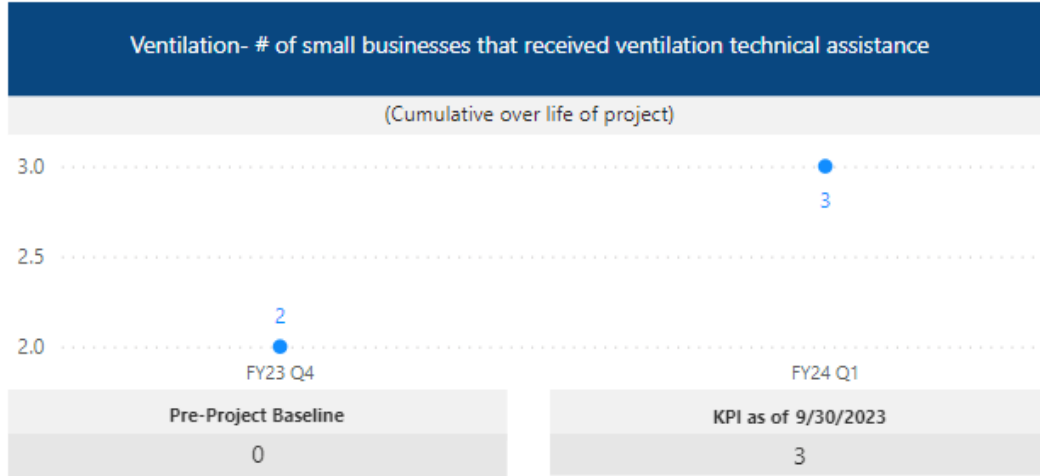 Ventilation- # of small businesses that received ventilation technical assistance
(Cumulative over life of project)
3.0
3
2.5
2
2.0
FY23 Q4
FY24 Q1
Pre-Project Baseline
KPI as of 9/30/2023
0
3